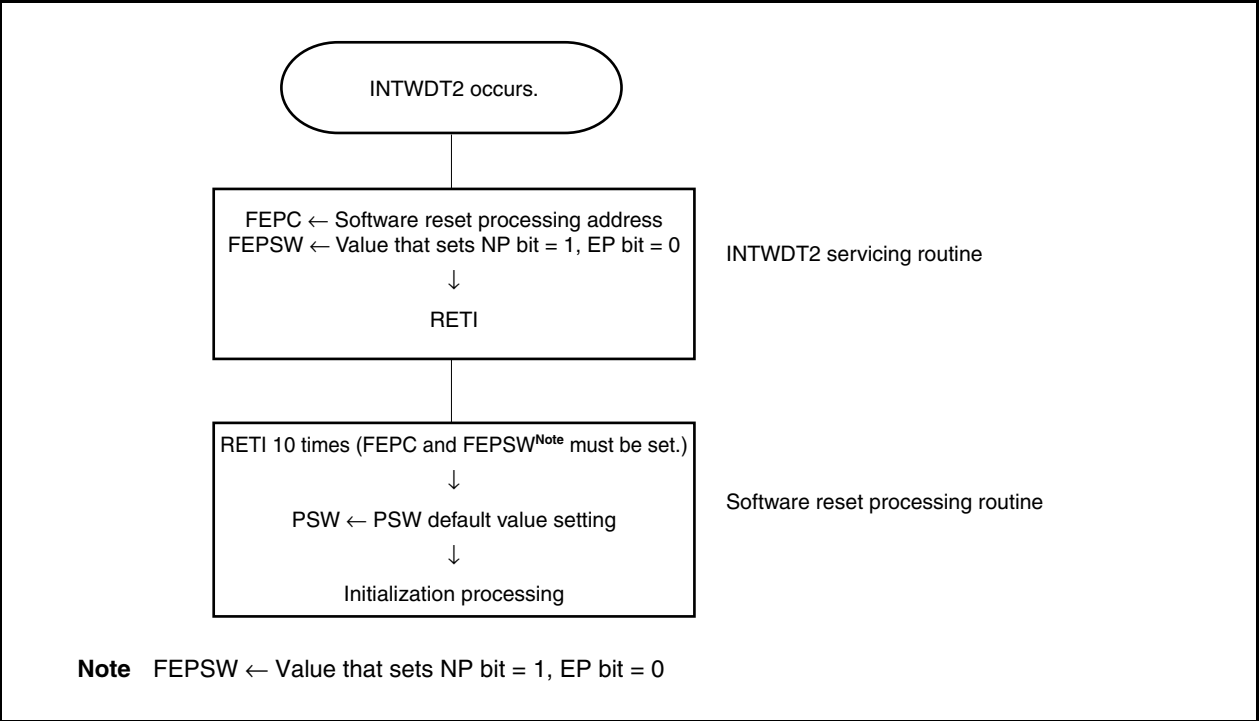 INTWDT2 occurs.
FEPC ← Software reset processing address
FEPSW ← Value that sets NP bit = 1, EP bit = 0
↓
RETI
INTWDT2 servicing routine
RETI 10 times (FEPC and FEPSWNote must be set.)
↓
PSW ← PSW default value setting
↓
Initialization processing
Software reset processing routine
Note FEPSW ← Value that sets NP bit = 1, EP bit = 0